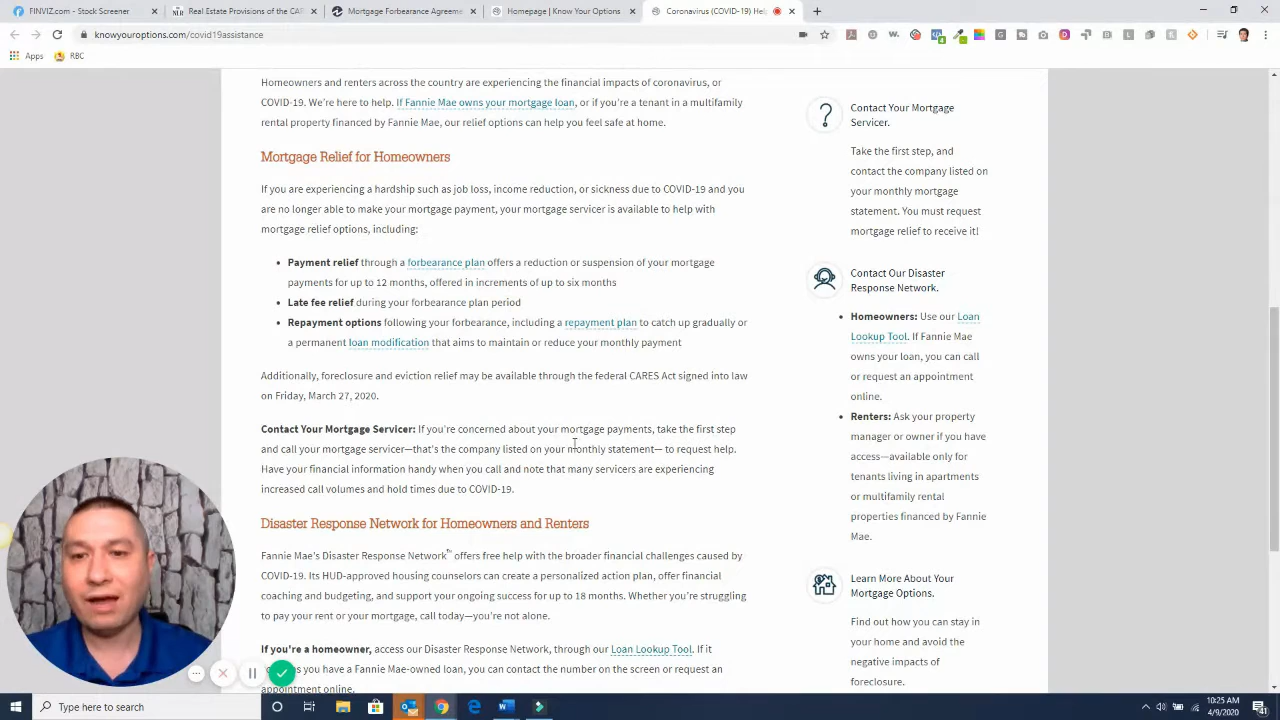 FINVIZ.com - Stock Screener
Real Estate Provisions of the CAR
Mortgage Forbearance Agreeme
Homepage | Know Your Options
Coronavirus (COVID-19) Hel
knowyouroptions.com/covid19assistance
Apps
RBC
Homeowners and renters across the country are experiencing the financial impacts of coronavirus, or
COVID-19. We're here to help. If Fannie Mae owns your mortgage loan, or if you're a tenant in a multifamily
rental property financed by Fannie Mae, our relief options can help you feel safe at home.
Mortgage Relief for Homeowners
If you are experiencing a hardship such as job loss, income reduction, or sickness due to COVID-19 and you
are no longer able to make your mortgage payment, your mortgage servicer is available to help with
mortgage relief options, including:
Payment relief through a forbearance plan offers a reduction or suspension of your mortgage
payments for up to 12 months, offered in increments of up to six months
Late fee relief during your forbearance plan period
Repayment options following your forbearance, including a repayment plan to catch up gradually or
a permanent loan modification that aims to maintain or reduce your monthly payment
Additionally, foreclosure and eviction relief may be available through the federal CARES Act signed into law
on Friday, March 27, 2020.
Contact Your Mortgage Servicer: If you're concerned about your mortgage payments, take the first step
and call your mortgage servicer—that's the company listed on your monthly statement— to request help.
Have your financial information handy when you call and note that many servicers are experiencing
increased call volumes and hold times due to COVID-19.
Disaster Response Network for Homeowners and Renters
Fannie Mae's Disaster Response Network™ offers free help with the broader financial challenges caused by
COVID-19. Its HUD-approved housing counselors can create a personalized action plan, offer financial
coaching and budgeting, and support your ongoing success for up to 18 months. Whether you're struggling
to pay your rent or your mortgage, call today—you're not alone.
If you're a homeowner, access our Disaster Response Network, through our Loan Lookup Tool. If it
you have a Fannie Mae-owned loan, you can contact the number on the screen or request an
appointment online.
Contact Your Mortgage
Servicer.
Take the first step, and
contact the company listed on
your monthly mortgage
statement. You must request
mortgage relief to receive it!
Contact Our Disaster
Response Network.
Homeowners: Use our Loan
Lookup Tool. If Fannie Mae
owns your loan, you can call
or request an appointment
online.
Renters: Ask your property
manager or owner if you have
access—available only for
tenants living in apartments
or multifamily rental
properties financed by Fannie
Mae.
Learn More About Your
Mortgage Options.
Find out how you can stay in
your home and avoid the
negative impacts of
foreclosure.
Type here to search
10:25 AM
4/9/2020